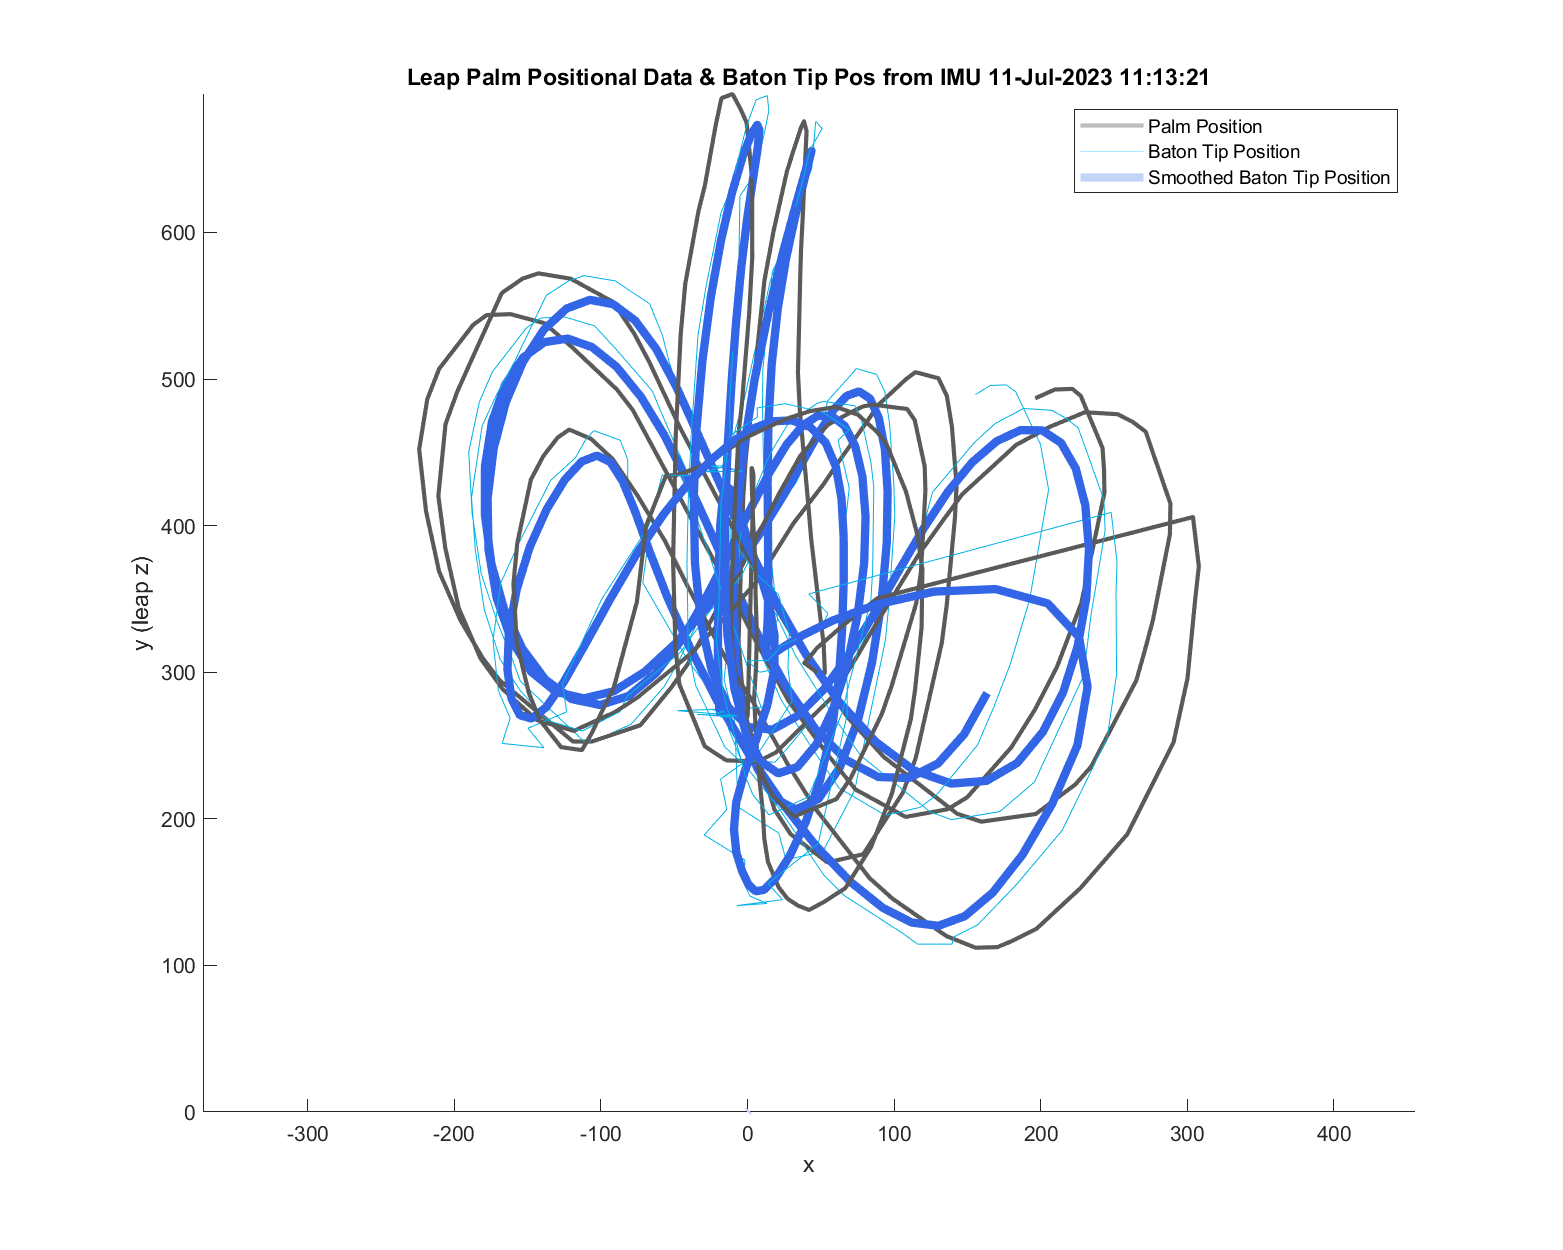 Leap Palm Positional Data & Baton Tip Pos from IMU 11-Jul-2023 11:13:21
Palm Position
Baton Tip Position
Smoothed Baton Tip Position
600
500
400
300
200
100
0
y (leap z)
-300 -200 -100 0 100 200 300 400
x